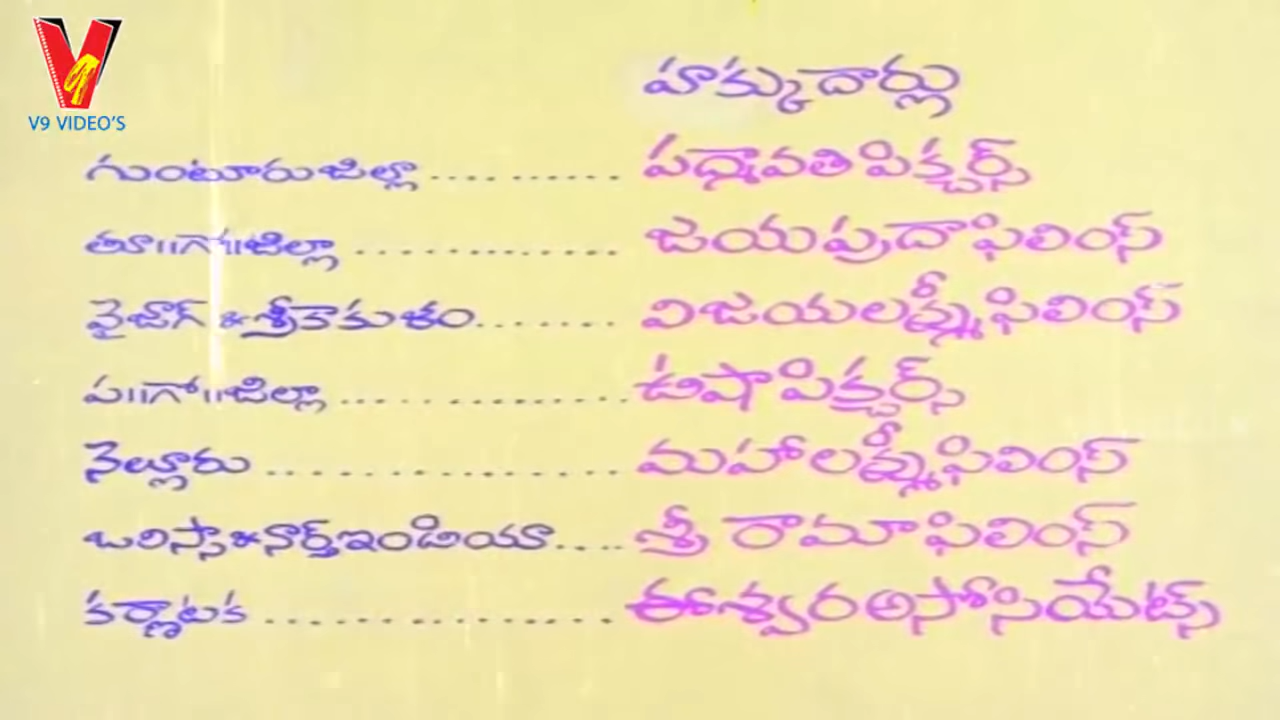 V9 VIDEO'S
హక్కుదార్లు
గుంటూరుజిల్లా .... ...... పద్మావతి పిక్చర్స్
తూ॥గో॥జిల్లా ............. జయప్రదా ఫిలింస్
వైజాగ్ & శ్రీకాకుళం........ విజయలక్ష్మీ ఫిలింస్
ప॥గో॥జిల్లా ... ............ ఉషా పిక్చర్స్
నెల్లూరు ................. మహాలక్ష్మీ ఫిలింస్
ఒరిస్సా & నార్త్ ఇండియా..... శ్రీ రామా ఫిలింస్
కర్ణాటక ................ ఈశ్వర అసోసియేట్స్